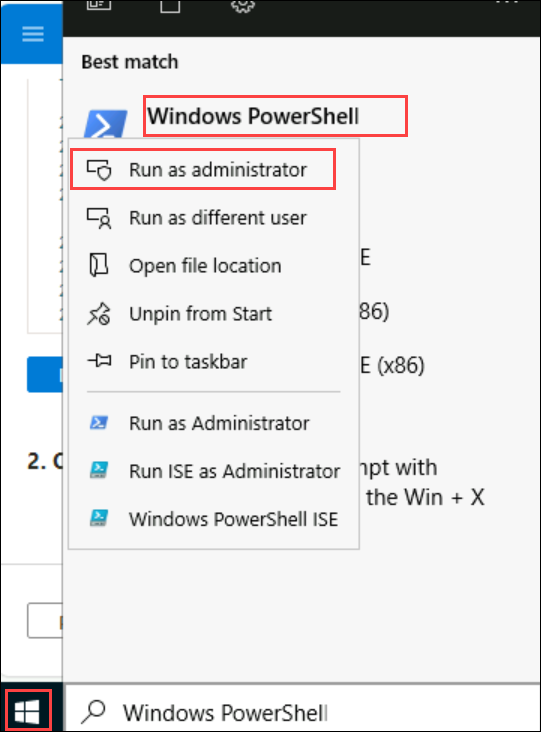 Best match
Windows PowerShell
Run as administrator
Run as different user
Open file location
E
Unpin from Start
86)
Pin to taskbar
E (x86)
Run as Administrator
2. C
Run ISE as Administrator
mpt with
the Win + X
Windows PowerShell ISE
Windows PowerShell